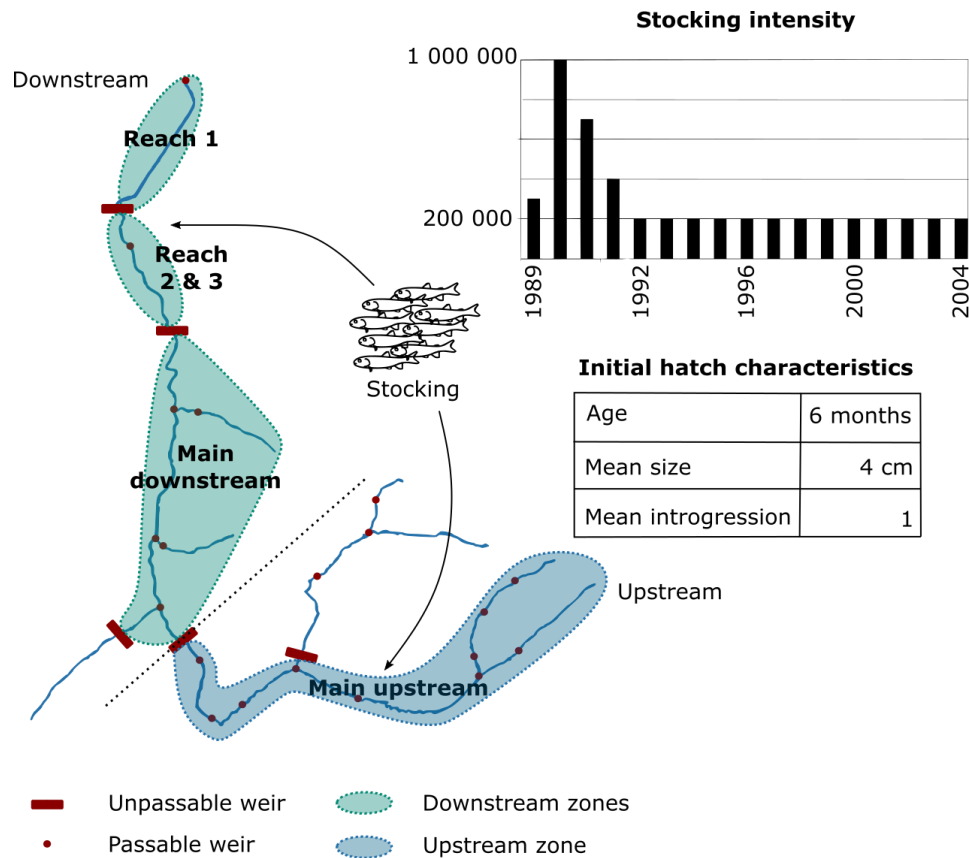 Stocking intensity
1 000 000
200 000
1989
1992
1996
2000
2004
Downstream
Reach 1
Reach
2 & 3
Stocking
Main
downstream
Initial hatch characteristics
Age 6 months
Mean size 4 cm
Mean introgression 1
Upstream
Main upstream
Unpassable weir
Downstream zones
Passable weir
Upstream zone